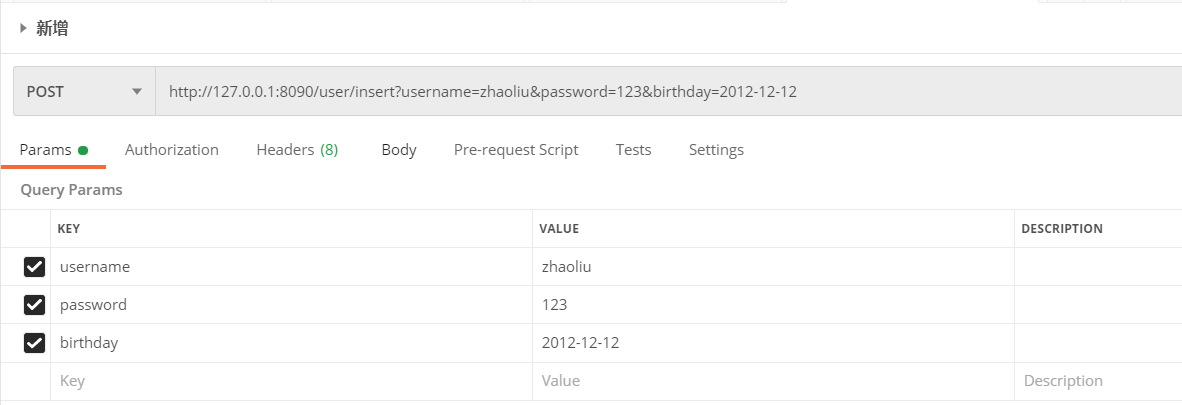 新增
POST http://127.0.0.1:8090/user/insert?username=zhaoliu&password=123&birthday=2012-12-12
Params Authorization Headers (8) Body Pre-request Script Tests Settings
Query Params
KEY VALUE DESCRIPTION
username zhaoliu
password 123
birthday 2012-12-12
Key Value Description